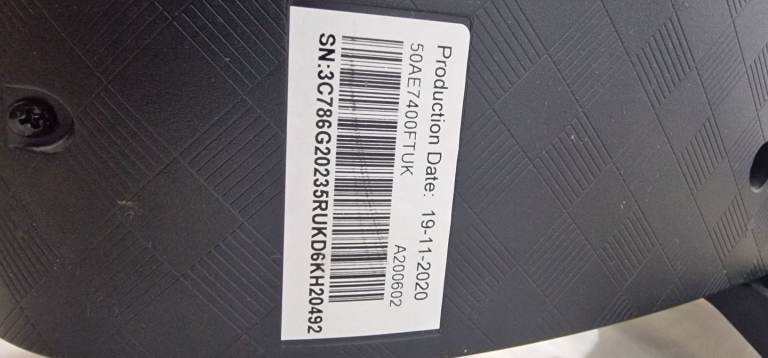 Production Date: 19-11-2020
50AE7400FTUK A200602
SN:3C786G20235RUKD6KH20492